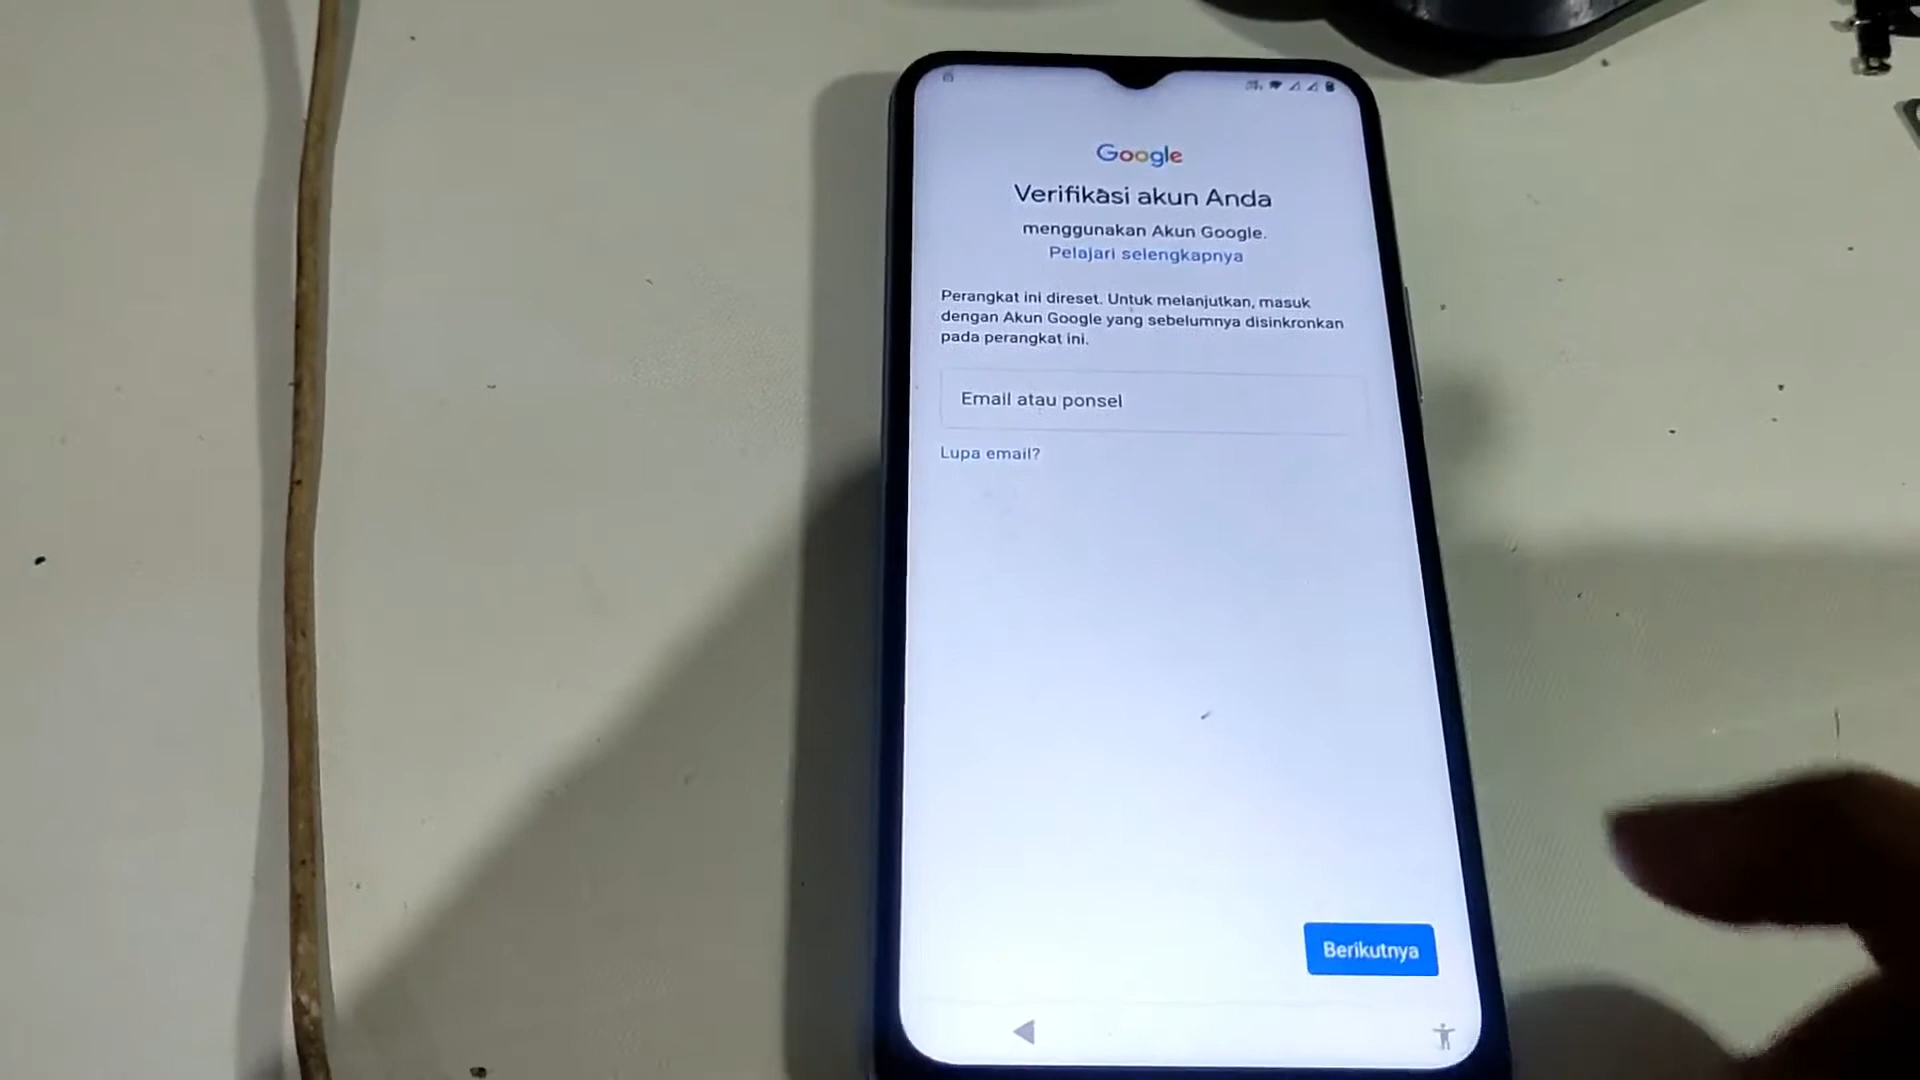 Google
Verifikasi akun Anda
menggunakan Akun Google.
Pelajari selengkapnya
Perangkat ini direset. Untuk melanjutkan, masuk
dengan Akun Google yang sebelumnya disinkronkan
pada perangkat ini.
Email atau ponsel
Lupa email?
Berikutnya